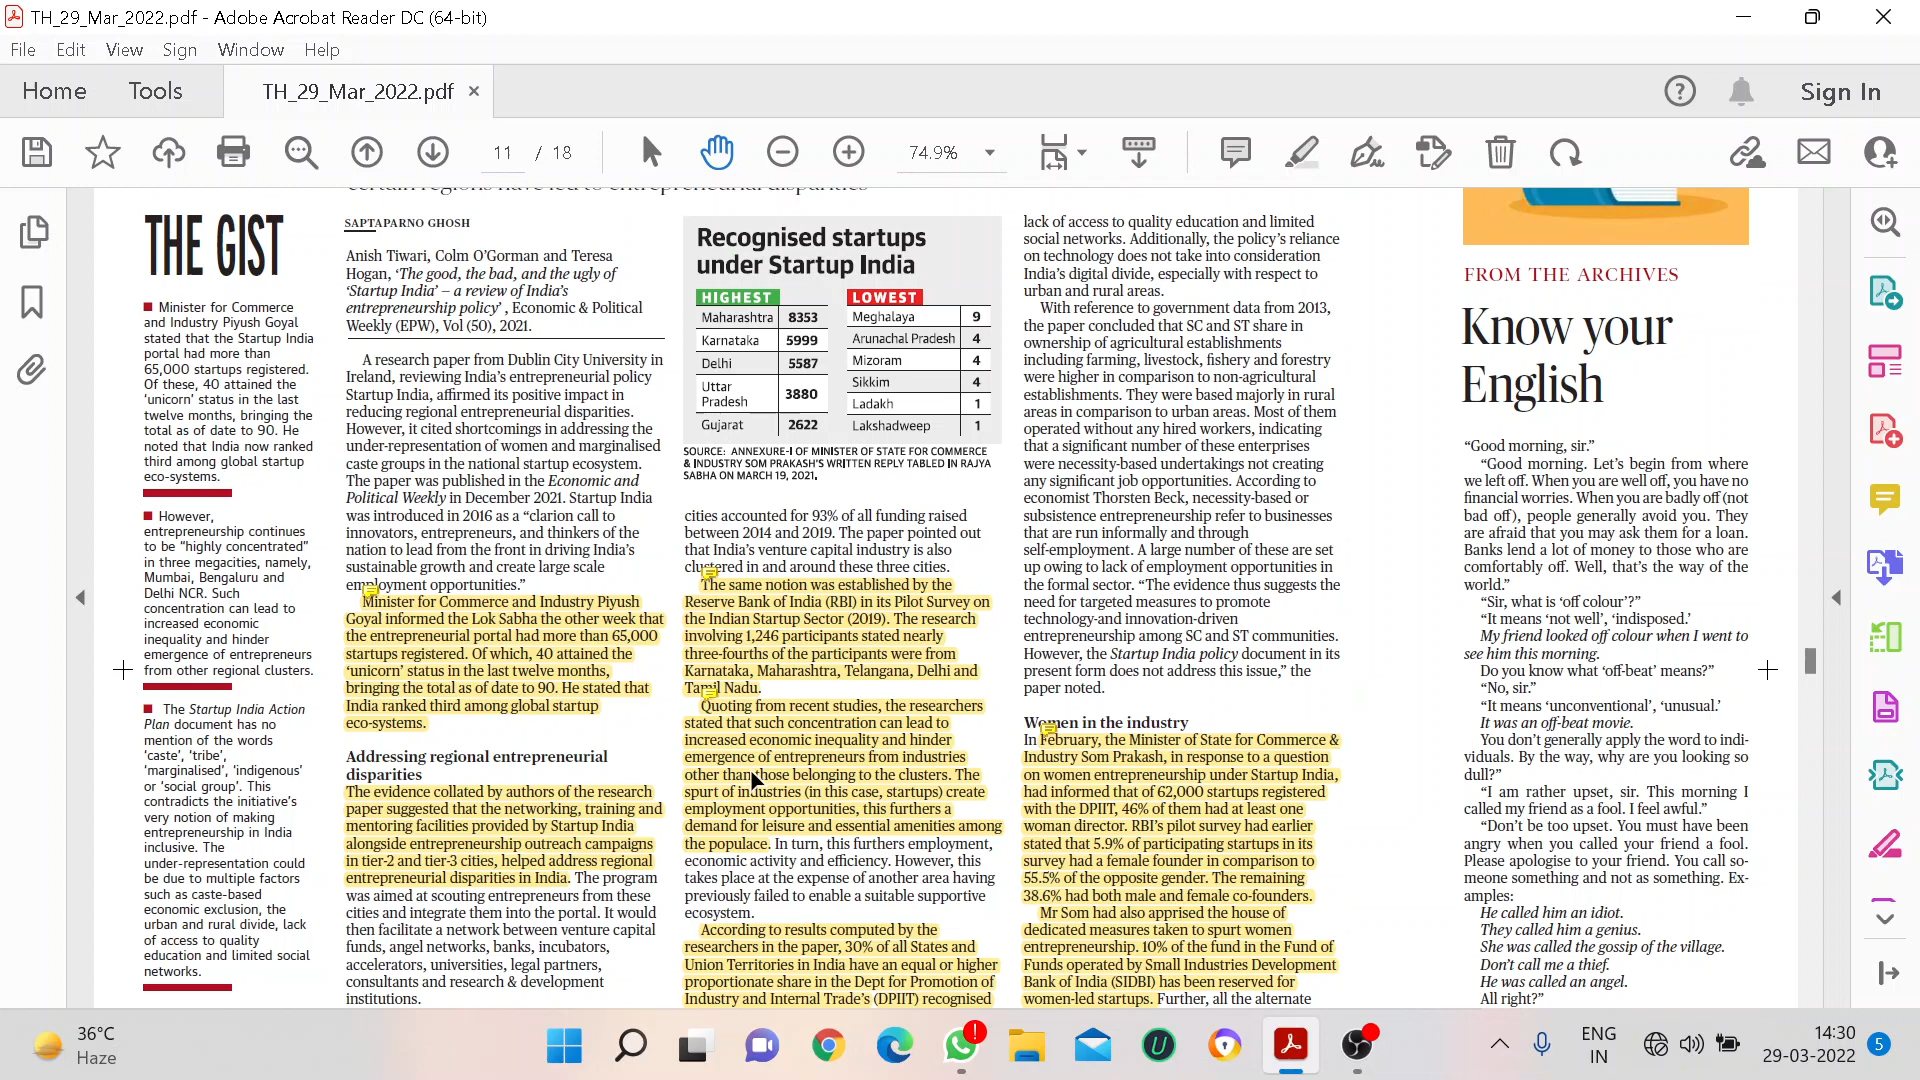 TH_29_Mar_2022.pdf - Adobe Acrobat Reader DC (64-bit)
File Edit View Sign Window Help
Home Tools TH_29_Mar_2022.pdf × Sign In
11 / 18 74.9%
certain regions have led to entrepreneurial disparities
THE GIST
Minister for Commerce
and Industry Piyush Goyal
stated that the Startup India
portal had more than
65,000 startups registered.
Of these, 40 attained the
‘unicorn’ status in the last
twelve months, bringing the
total as of date to 90. He
noted that India now ranked
third among global startup
eco-systems.
However,
entrepreneurship continues
to be “highly concentrated”
in three megacities, namely,
Mumbai, Bengaluru and
Delhi NCR. Such
concentration can lead to
increased economic
inequality and hinder
emergence of entrepreneurs
from other regional clusters.
The Startup India Action
Plan document has no
mention of the words
‘caste’, ‘tribe’,
‘marginalised’, ‘indigenous’
or ‘social group’. This
contradicts the initiative’s
very notion of making
entrepreneurship in India
inclusive. The
under-representation could
be due to multiple factors
such as caste-based
economic exclusion, the
urban and rural divide, lack
of access to quality
education and limited social
networks.
SAPTAPARNO GHOSH
Anish Tiwari, Colm O’Gorman and Teresa
Hogan, ‘The good, the bad, and the ugly of
‘Startup India’ – a review of India’s
entrepreneurship policy’, Economic & Political
Weekly (EPW), Vol (50), 2021.
A research paper from Dublin City University in
Ireland, reviewing India’s entrepreneurial policy
Startup India, affirmed its positive impact in
reducing regional entrepreneurial disparities.
However, it cited shortcomings in addressing the
under-representation of women and marginalised
caste groups in the national startup ecosystem.
The paper was published in the Economic and
Political Weekly in December 2021. Startup India
was introduced in 2016 as a “clarion call to
innovators, entrepreneurs, and thinkers of the
nation to lead from the front in driving India’s
sustainable growth and create large scale
employment opportunities.”
Minister for Commerce and Industry Piyush
Goyal informed the Lok Sabha the other week that
the entrepreneurial portal had more than 65,000
startups registered. Of which, 40 attained the
‘unicorn’ status in the last twelve months,
bringing the total as of date to 90. He stated that
India ranked third among global startup
eco-systems.
Addressing regional entrepreneurial
disparities
The evidence collated by authors of the research
paper suggested that the networking, training and
mentoring facilities provided by Startup India
alongside entrepreneurship outreach campaigns
in tier-2 and tier-3 cities, helped address regional
entrepreneurial disparities in India. The program
was aimed at scouting entrepreneurs from these
cities and integrate them into the portal. It would
then facilitate a network between venture capital
funds, angel networks, banks, incubators,
accelerators, universities, legal partners,
consultants and research & development
institutions.
Recognised startups
under Startup India
HIGHEST
Maharashtra 8353
Karnataka 5999
Delhi 5587
Uttar
Pradesh 3880
Gujarat 2622
LOWEST
Meghalaya 9
Arunachal Pradesh 4
Mizoram 4
Sikkim 4
Ladakh 1
Lakshadweep 1
SOURCE: ANNEXURE-I OF MINISTER OF STATE FOR COMMERCE
& INDUSTRY SOM PRAKASH’S WRITTEN REPLY TABLED IN RAJYA
SABHA ON MARCH 19, 2021.
cities accounted for 93% of all funding raised
between 2014 and 2019. The paper pointed out
that India’s venture capital industry is also
clustered in and around these three cities.
The same notion was established by the
Reserve Bank of India (RBI) in its Pilot Survey on
the Indian Startup Sector (2019). The research
involving 1,246 participants stated nearly
three-fourths of the participants were from
Karnataka, Maharashtra, Telangana, Delhi and
Tamil Nadu.
Quoting from recent studies, the researchers
stated that such concentration can lead to
increased economic inequality and hinder
emergence of entrepreneurs from industries
other than those belonging to the clusters. The
spurt of industries (in this case, startups) create
employment opportunities, this furthers a
demand for leisure and essential amenities among
the populace. In turn, this furthers employment,
economic activity and efficiency. However, this
takes place at the expense of another area having
previously failed to enable a suitable supportive
ecosystem.
According to results computed by the
researchers in the paper, 30% of all States and
Union Territories in India have an equal or higher
proportionate share in the Dept for Promotion of
Industry and Internal Trade’s (DPIIT) recognised
lack of access to quality education and limited
social networks. Additionally, the policy’s reliance
on technology does not take into consideration
India’s digital divide, especially with respect to
urban and rural areas.
With reference to government data from 2013,
the paper concluded that SC and ST share in
ownership of agricultural establishments
including farming, livestock, fishery and forestry
were higher in comparison to non-agricultural
establishments. They were based majorly in rural
areas in comparison to urban areas. Most of them
operated without any hired workers, indicating
that a significant number of these enterprises
were necessity-based undertakings not creating
any significant job opportunities. According to
economist Thorsten Beck, necessity-based or
subsistence entrepreneurship refer to businesses
that are run informally and through
self-employment. A large number of these are set
up owing to lack of employment opportunities in
the formal sector. “The evidence thus suggests the
need for targeted measures to promote
technology-and innovation-driven
entrepreneurship among SC and ST communities.
However, the Startup India policy document in its
present form does not address this issue,” the
paper noted.
Women in the industry
In February, the Minister of State for Commerce &
Industry Som Prakash, in response to a question
on women entrepreneurship under Startup India,
had informed that of 62,000 startups registered
with the DPIIT, 46% of them had at least one
woman director. RBI’s pilot survey had earlier
stated that 5.9% of participating startups in its
survey had a female founder in comparison to
55.5% of the opposite gender. The remaining
38.6% had both male and female co-founders.
Mr Som had also apprised the house of
dedicated measures taken to spurt women
entrepreneurship. 10% of the fund in the Fund of
Funds operated by Small Industries Development
Bank of India (SIDBI) has been reserved for
women-led startups. Further, all the alternate
FROM THE ARCHIVES
Know your
English
“Good morning, sir.”
“Good morning. Let’s begin from where
we left off. When you are well off, you have no
financial worries. When you are badly off (not
bad off), people generally avoid you. They
are afraid that you may ask them for a loan.
Banks lend a lot of money to those who are
comfortably off. Well, that’s the way of the
world.”
“Sir, what is ‘off colour’?”
“It means ‘not well’, ‘indisposed.’
My friend looked off colour when I went to
see him this morning.
Do you know what ‘off-beat’ means?”
“No, sir.”
“It means ‘unconventional’, ‘unusual.’
It was an off-beat movie.
You don’t generally apply the word to indi-
viduals. By the way, why are you looking so
dull?”
“I am rather upset, sir. This morning I
called my friend as a fool. I feel awful.”
“Don’t be too upset. You must have been
angry when you called your friend a fool.
Please apologise to your friend. You call so-
meone something and not as something. Ex-
amples:
He called him an idiot.
They called him a genius.
She was called the gossip of the village.
Don’t call me a thief.
He was called an angel.
All right?”
36°C
Haze
ENG
IN
14:30
29-03-2022
5